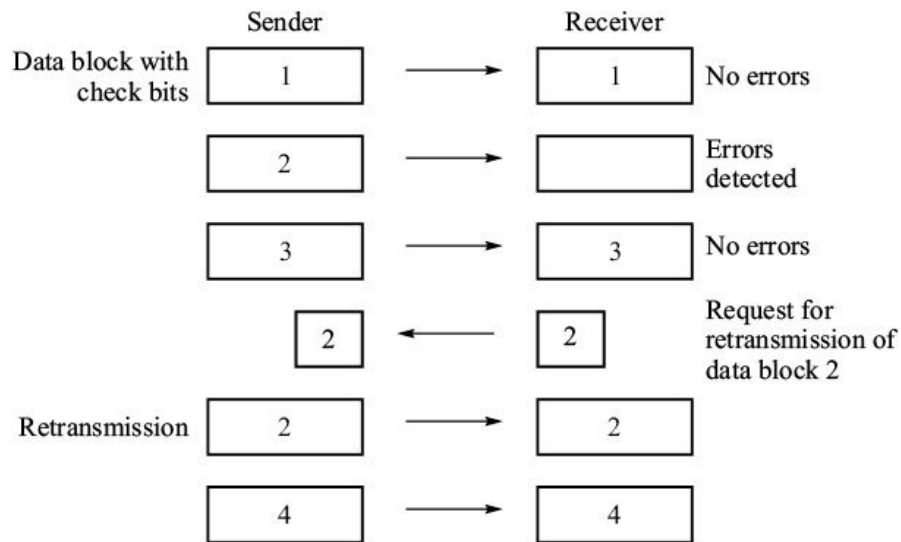 Sender Receiver
Data block with
check bits
1 1 No errors
2 Errors
detected
3 3 No errors
2 2 Request for
retransmission of
data block 2
Retransmission 2 2
4 4